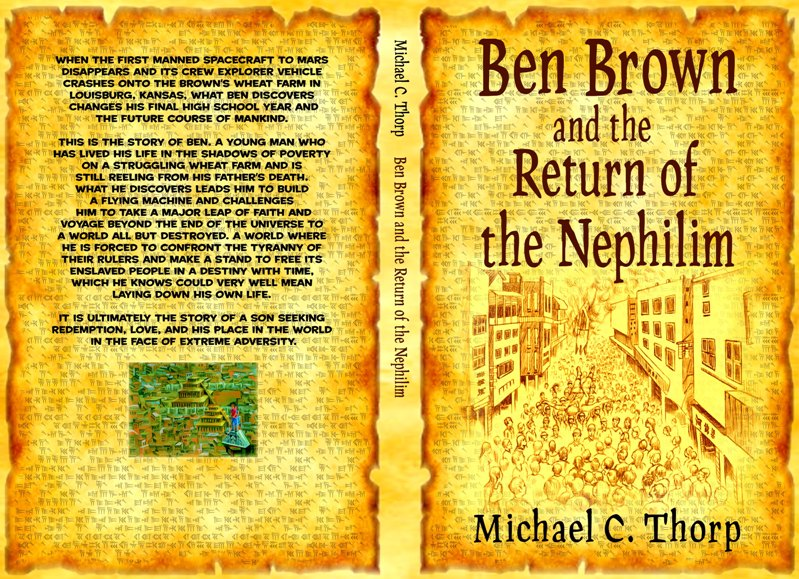 WHEN THE FIRST MANNED SPACECRAFT TO MARS
DISAPPEARS AND ITS CREW EXPLORER VEHICLE
CRASHES ONTO THE BROWN'S WHEAT FARM IN
LOUISBURG, KANSAS, WHAT BEN DISCOVERS
CHANGES HIS FINAL HIGH SCHOOL YEAR AND
THE FUTURE COURSE OF MANKIND.
THIS IS THE STORY OF BEN. A YOUNG MAN WHO
HAS LIVED HIS LIFE IN THE SHADOWS OF POVERTY
ON A STRUGGLING WHEAT FARM AND IS
STILL REELING FROM HIS FATHER'S DEATH.
WHAT HE DISCOVERS LEADS HIM TO BUILD
A FLYING MACHINE AND CHALLENGES
HIM TO TAKE A MAJOR LEAP OF FAITH AND
VOYAGE BEYOND THE END OF THE UNIVERSE TO
A WORLD ALL BUT DESTROYED. A WORLD WHERE
HE IS FORCED TO CONFRONT THE TYRANNY OF
THEIR RULERS AND MAKE A STAND TO FREE ITS
ENSLAVED PEOPLE IN A DESTINY WITH TIME,
WHICH HE KNOWS COULD VERY WELL MEAN
LAYING DOWN HIS OWN LIFE.
IT IS ULTIMATELY THE STORY OF A SON SEEKING
REDEMPTION, LOVE, AND HIS PLACE IN THE WORLD
IN THE FACE OF EXTREME ADVERSITY.
Michael C. Thorp Ben Brown and the Return of the Nephilim
Ben Brown
and the
Return of
the Nephilim
Michael C. Thorp